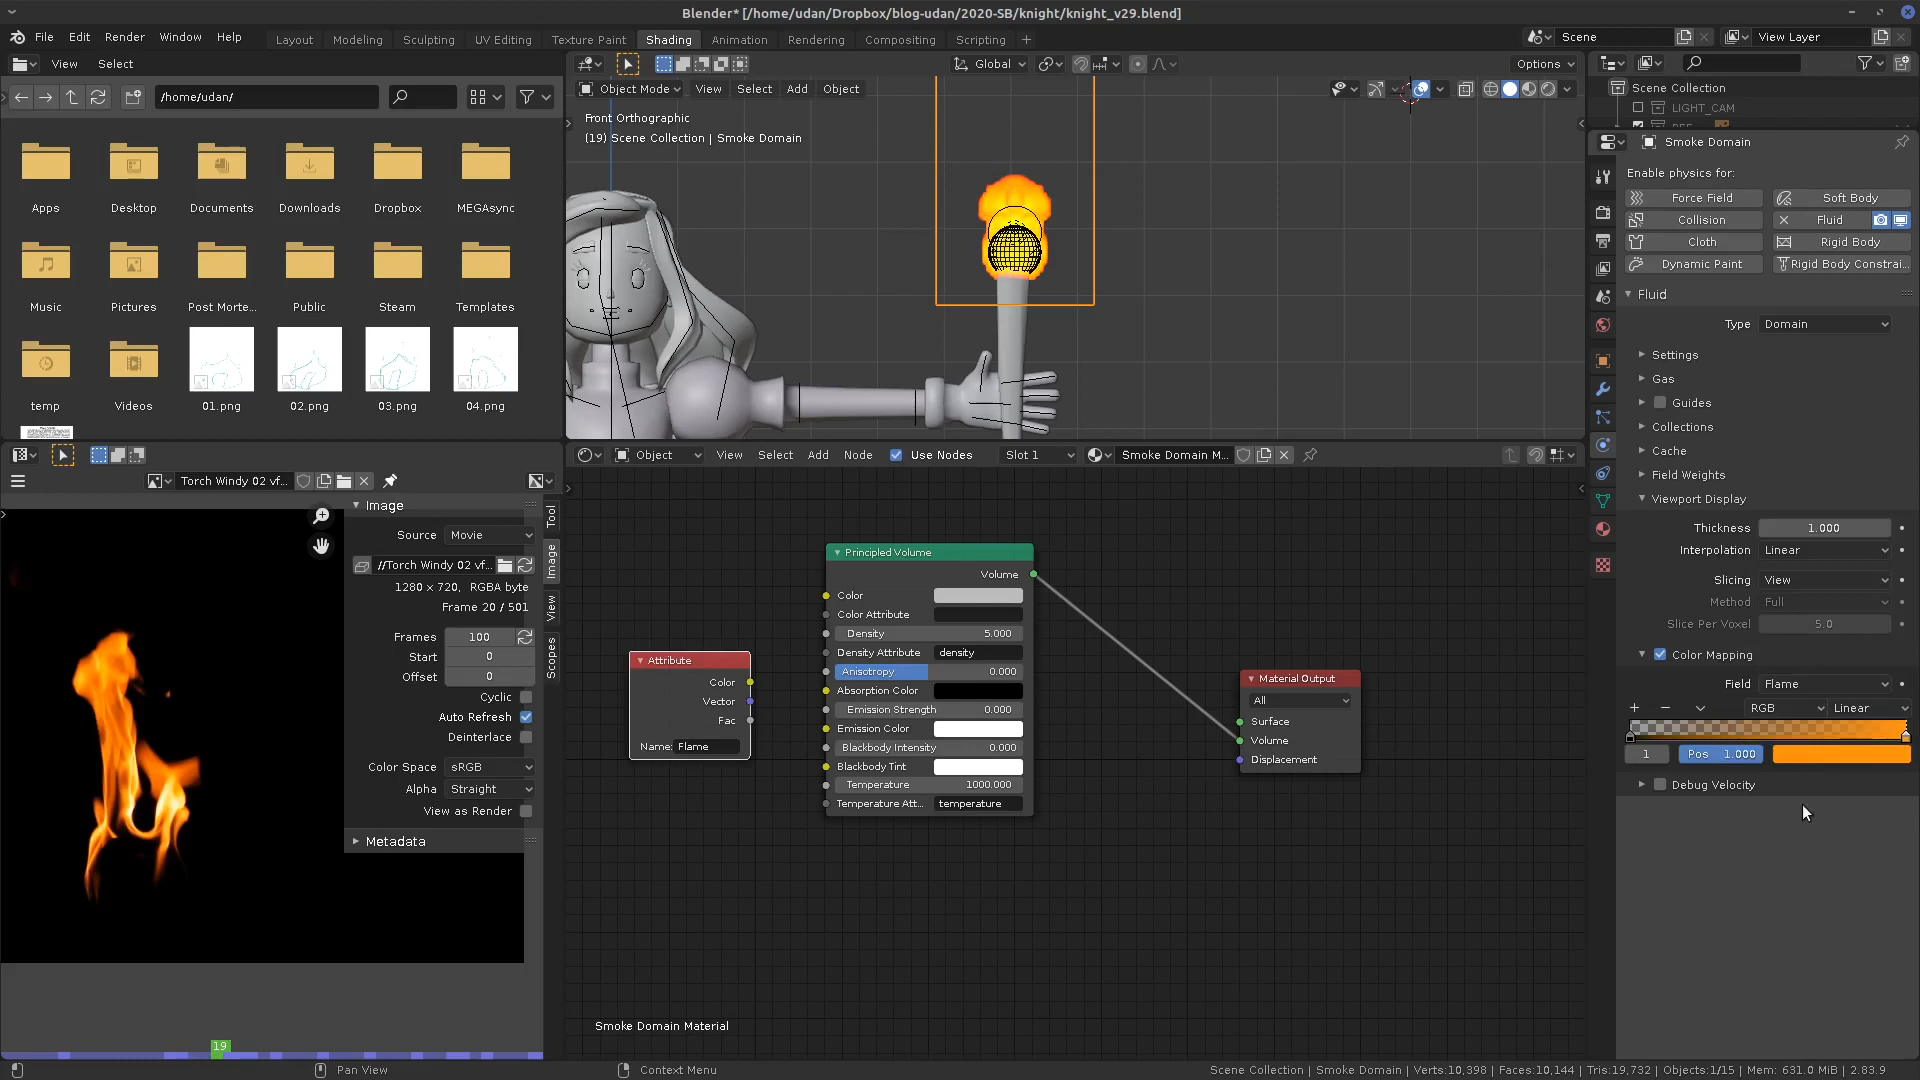 Blender* [/home/udan/Dropbox/blog-udan/2020-SB/knight/knight_v29.blend]
File Edit Render Window Help Layout Modeling Sculpting UV Editing Texture Paint Shading Animation Rendering Compositing Scripting Scene View Layer
View Select Global Options
/home/udan/
Object Mode View Select Add Object
Scene Collection
LIGHT_CAM
Front Orthographic
(19) Scene Collection | Smoke Domain
Apps Desktop Documents Downloads Dropbox MEGAsync
Music Pictures Post Morte... Public Steam Templates
temp Videos 01.png 02.png 03.png 04.png
Smoke Domain
Enable physics for:
Force Field Soft Body
Collision Fluid
Cloth Rigid Body
Dynamic Paint Rigid Body Constrai...
Fluid
Type Domain
Settings
Gas
Guides
Collections
Cache
Field Weights
Viewport Display
Thickness 1.000
Interpolation Linear
Slicing View
Method Full
Slice Per Voxel 5.0
Color Mapping
Field Flame
RGB Linear
1 Pos 1.000
Debug Velocity
Object View Select Add Node Use Nodes Slot 1 Smoke Domain M...
Torch Windy 02 vf...
Image
Source Movie
//Torch Windy 02 vf...
1280 × 720, RGBA byte
Frame 20 / 501
Frames 100
Start 0
Offset 0
Cyclic
Auto Refresh
Deinterlace
Color Space sRGB
Alpha Straight
View as Render
Metadata
Tool
Image
View
Scopes
19
Attribute
Color
Vector
Fac
Name: Flame
Principled Volume
Volume
Color
Color Attribute
Density 5.000
Density Attribute density
Anisotropy 0.000
Absorption Color
Emission Strength 0.000
Emission Color
Blackbody Intensity 0.000
Blackbody Tint
Temperature 1000.000
Temperature Att... temperature
Material Output
All
Surface
Volume
Displacement
Smoke Domain Material
Pan View Context Menu Scene Collection | Smoke Domain | Verts:10,398 | Faces:10,144 | Tris:19,732 | Objects:1/15 | Mem: 631.0 MiB | 2.83.9